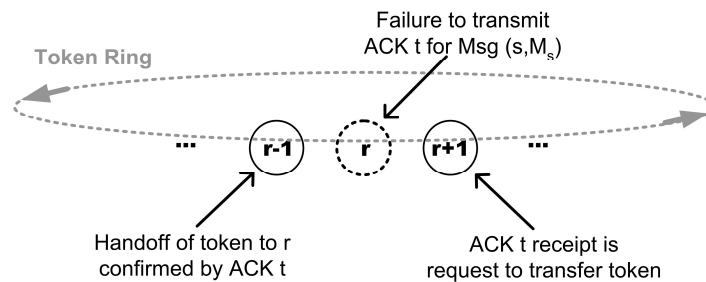 Failure to transmit
ACK t for Msg (s,Mₛ)
Token Ring
... r-1 r r+1 ...
Handoff of token to r
confirmed by ACK t
ACK t receipt is
request to transfer token